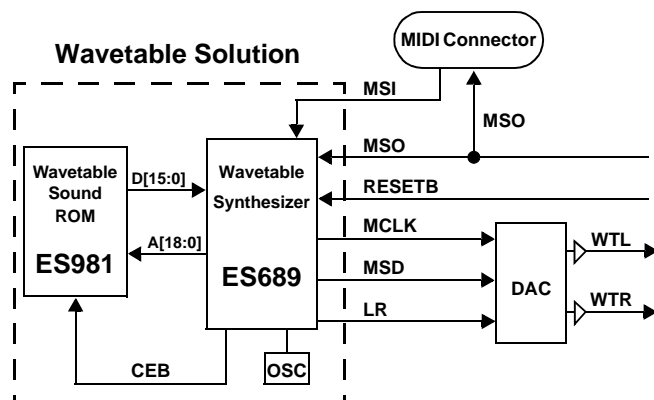 Wavetable Solution
MIDI Connector
MSI
MSO
MSO
RESETB
Wavetable
Sound
ROM
ES981
D[15:0]
A[18:0]
Wavetable
Synthesizer
ES689
MCLK
MSD
LR
DAC
WTL
WTR
CEB
OSC